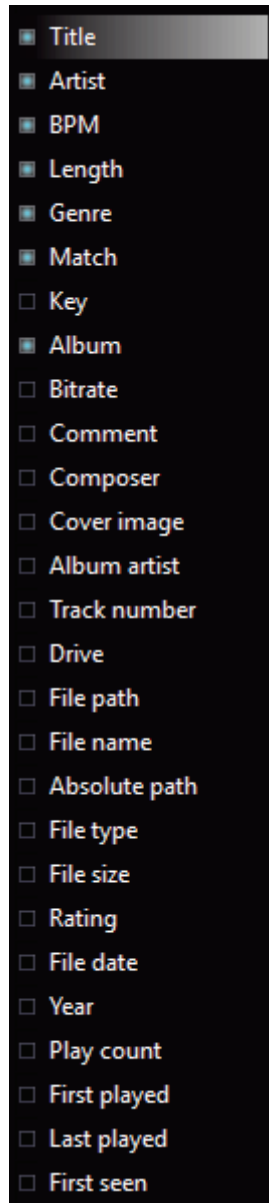 Title
Artist
BPM
Length
Genre
Match
Key
Album
Bitrate
Comment
Composer
Cover image
Album artist
Track number
Drive
File path
File name
Absolute path
File type
File size
Rating
File date
Year
Play count
First played
Last played
First seen